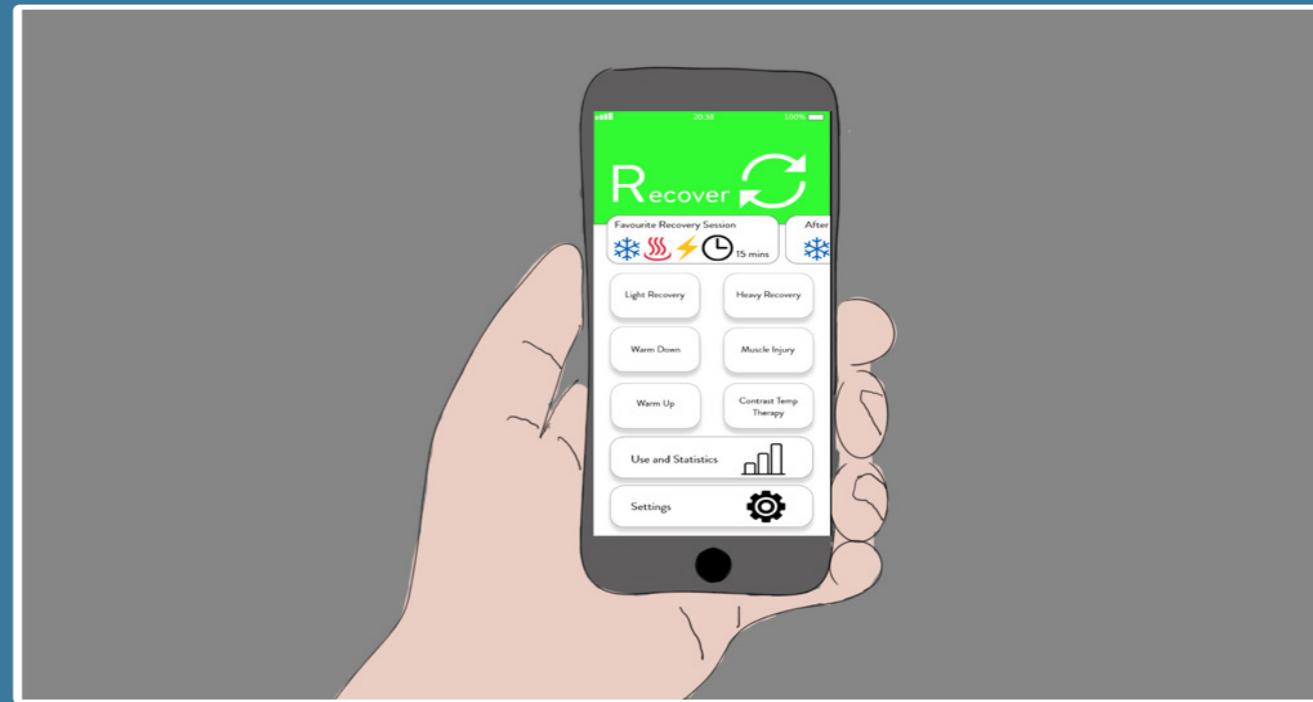 20:38 100%
Recover
Favourite Recovery Session After
15 mins
Light Recovery Heavy Recovery
Warm Down Muscle Injury
Warm Up Contrast Temp
Therapy
Use and Statistics
Settings